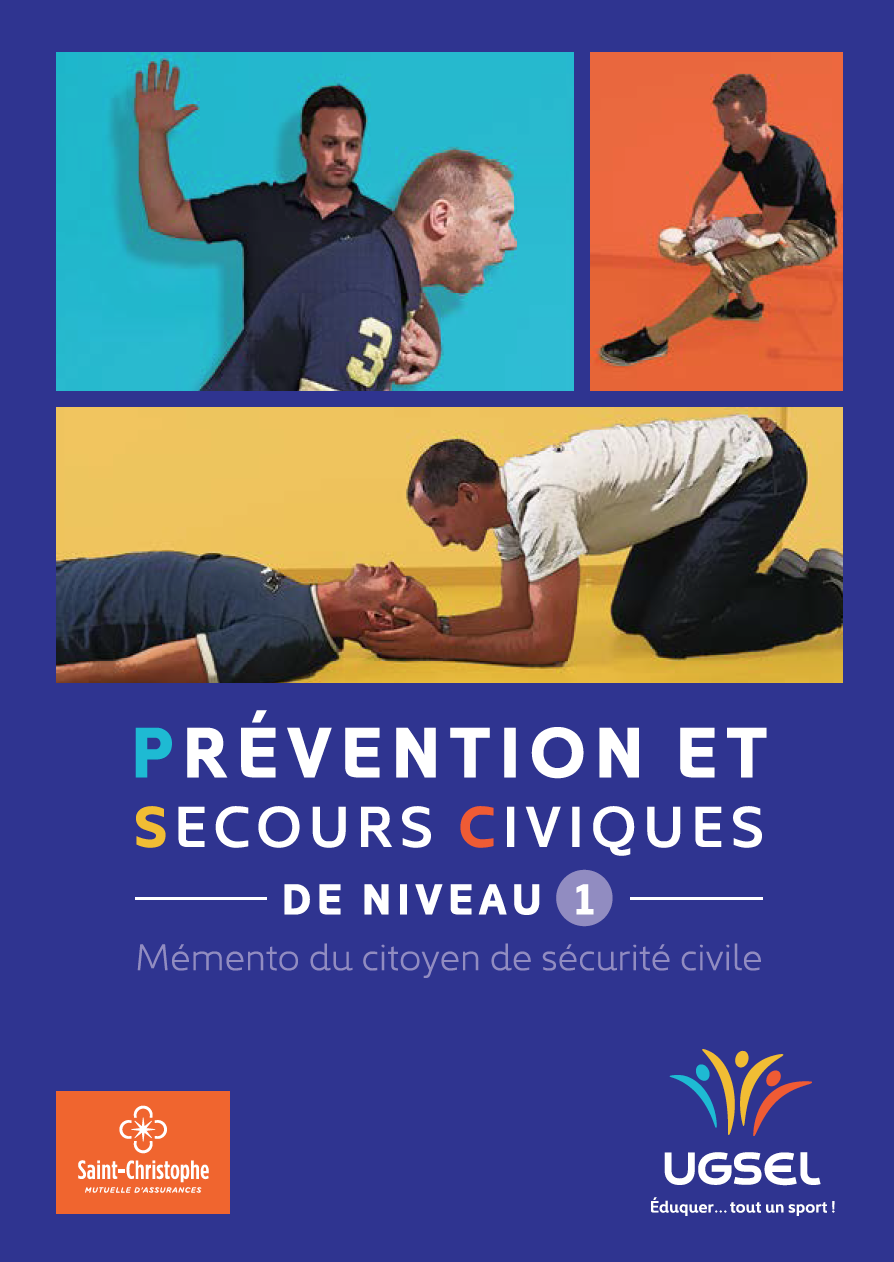 3
PRÉVENTION ET
SECOURS CIVIQUES
DE NIVEAU 1
Mémento du citoyen de sécurité civile
Saint-Christophe
MUTUELLE D'ASSURANCES
UGSEL
Éduquer... tout un sport !